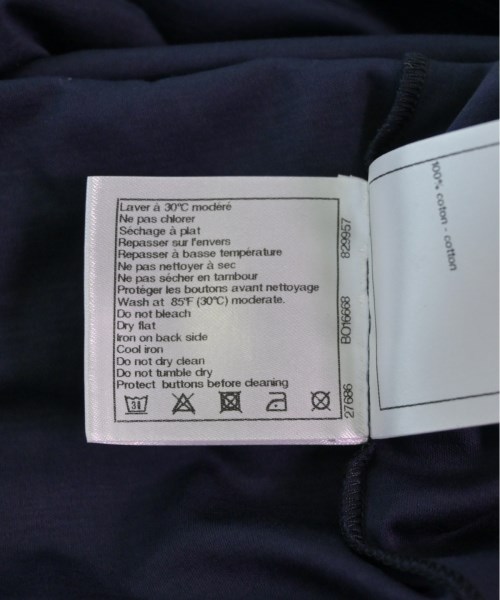 Laver à 30°C modéré
Ne pas chlorer
Séchage à plat
Repasser sur l'envers
Repasser à basse température
Ne pas nettoyer à sec
Ne pas sécher en tambour
Protéger les boutons avant nettoyage
Wash at 85°F (30°C) moderate.
Do not bleach
Dry flat
Iron on back side
Cool iron
Do not dry clean
Do not tumble dry
Protect buttons before cleaning
30
27686 BO16668 829957
100% coton - cotton